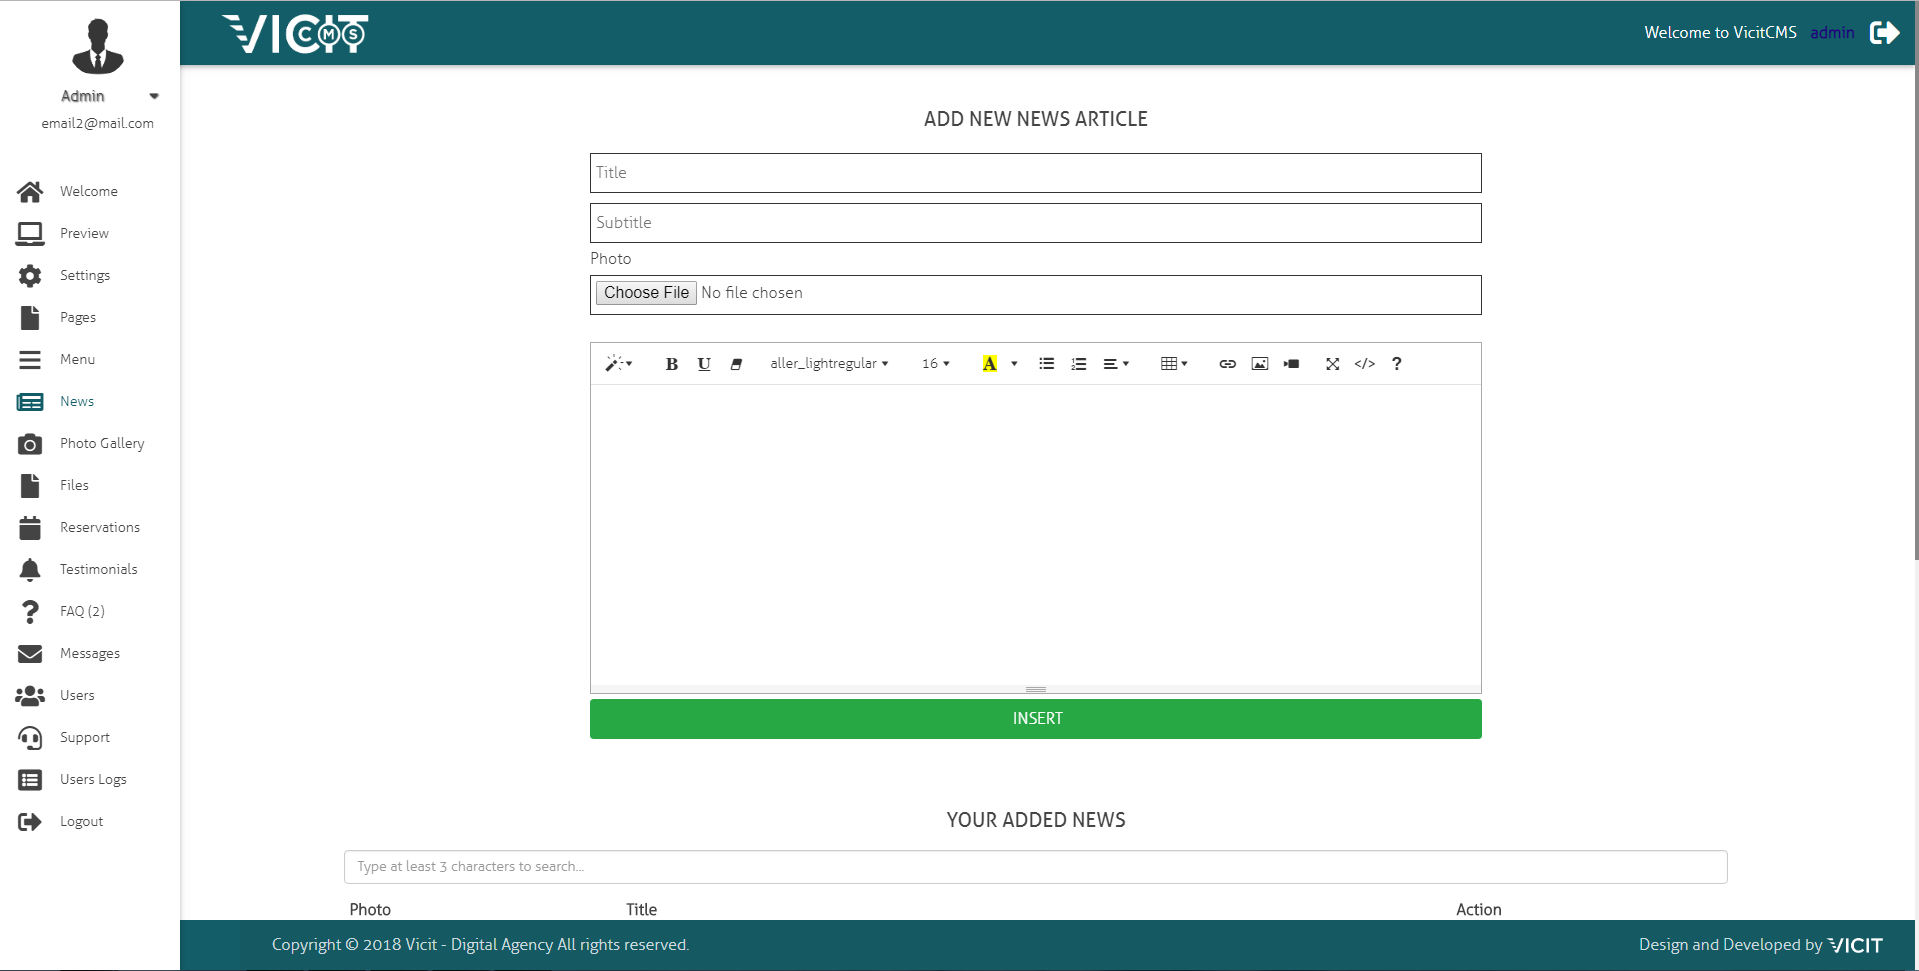 VICIT CMS
Welcome to VicitCMS admin
Admin
email2@mail.com
Welcome
Preview
Settings
Pages
Menu
News
Photo Gallery
Files
Reservations
Testimonials
FAQ (2)
Messages
Users
Support
Users Logs
Logout
ADD NEW NEWS ARTICLE
Title
Subtitle
Photo
Choose File No file chosen
B U aller_lightregular 16 A </> ?
INSERT
YOUR ADDED NEWS
Type at least 3 characters to search...
Photo Title Action
Copyright © 2018 Vicit - Digital Agency All rights reserved.
Design and Developed by VICIT